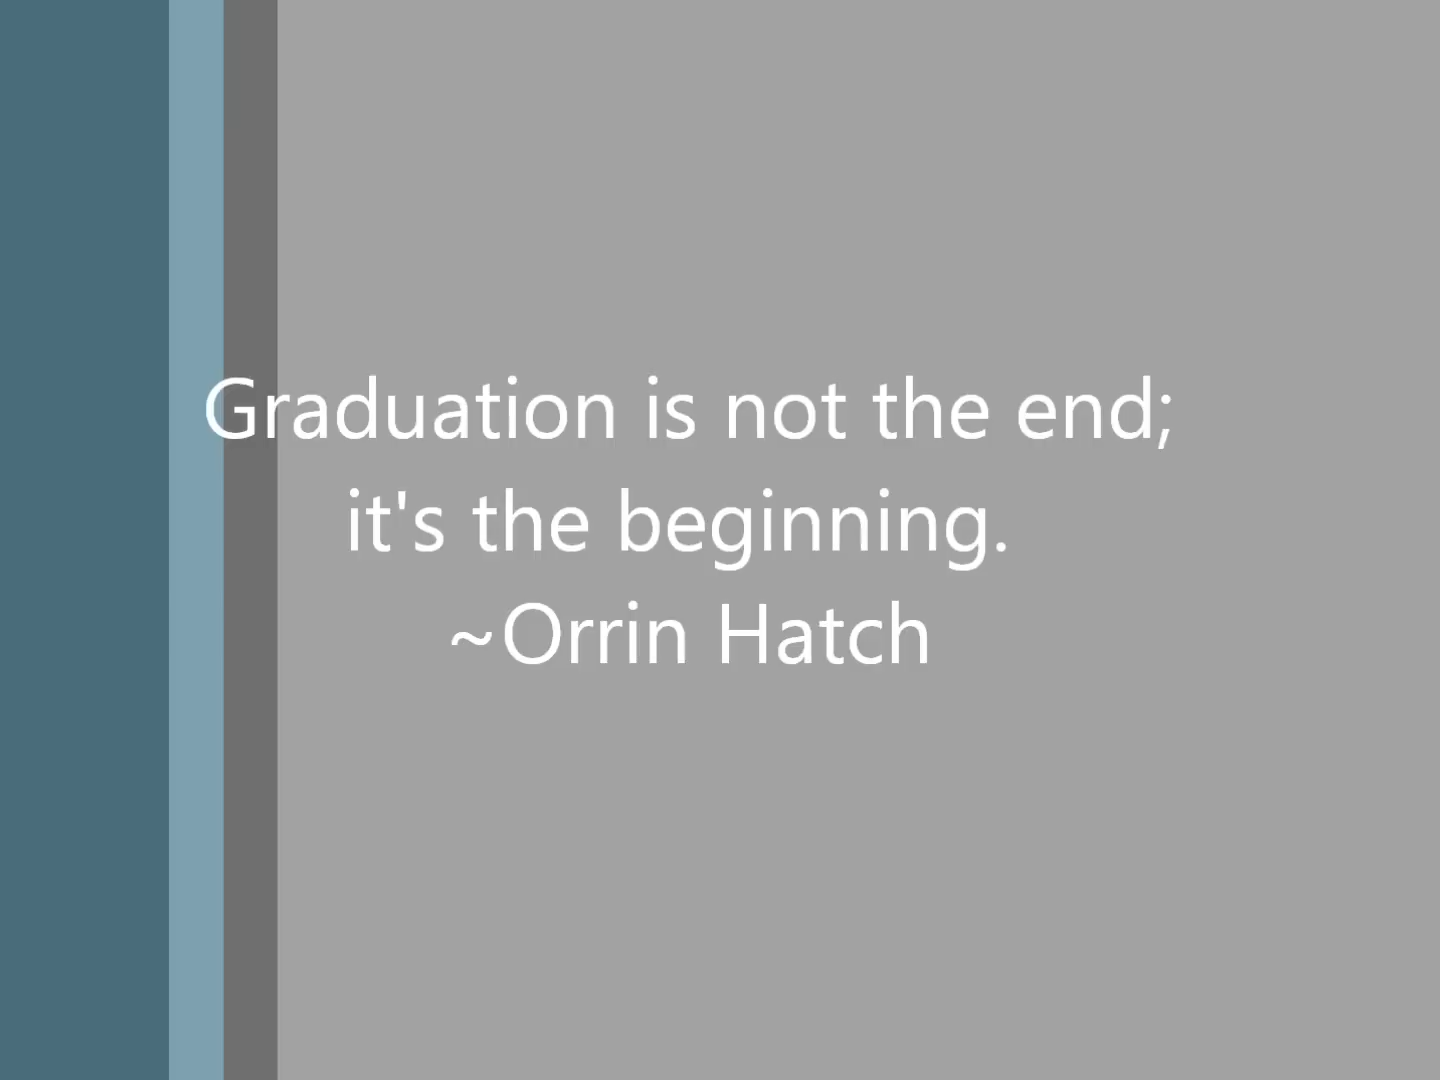 Graduation is not the end;
it's the beginning.
~Orrin Hatch